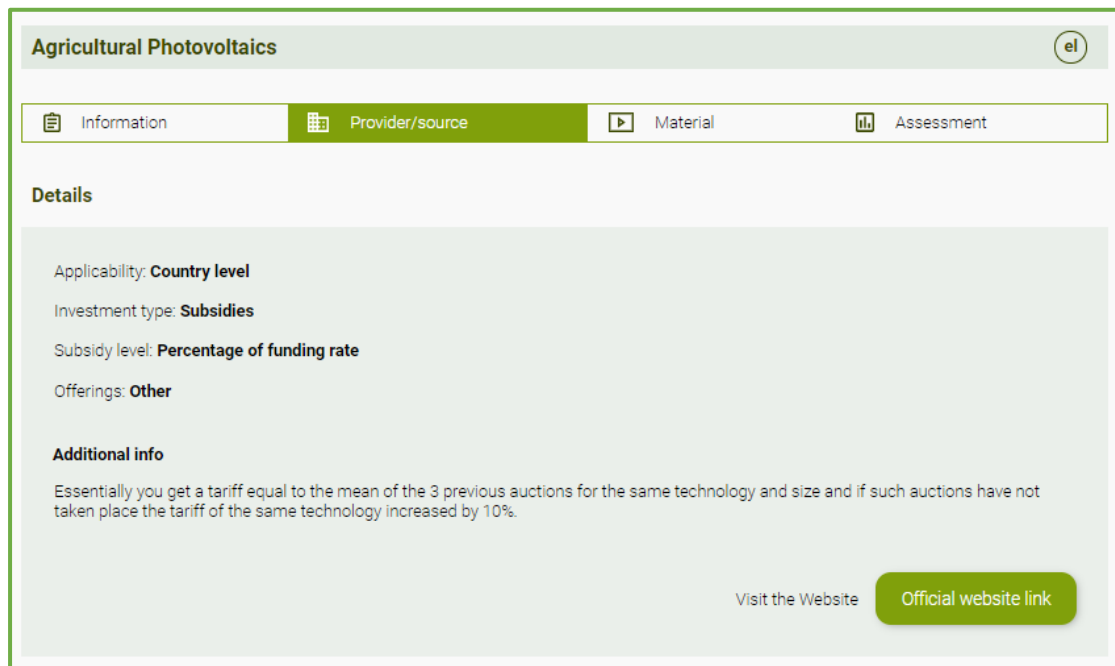 Agricultural Photovoltaics
el
Information
Provider/source
Material
Assessment
Details
Applicability: Country level
Investment type: Subsidies
Subsidy level: Percentage of funding rate
Offerings: Other
Additional info
Essentially you get a tariff equal to the mean of the 3 previous auctions for the same technology and size and if such auctions have not
taken place the tariff of the same technology increased by 10%.
Visit the Website
Official website link